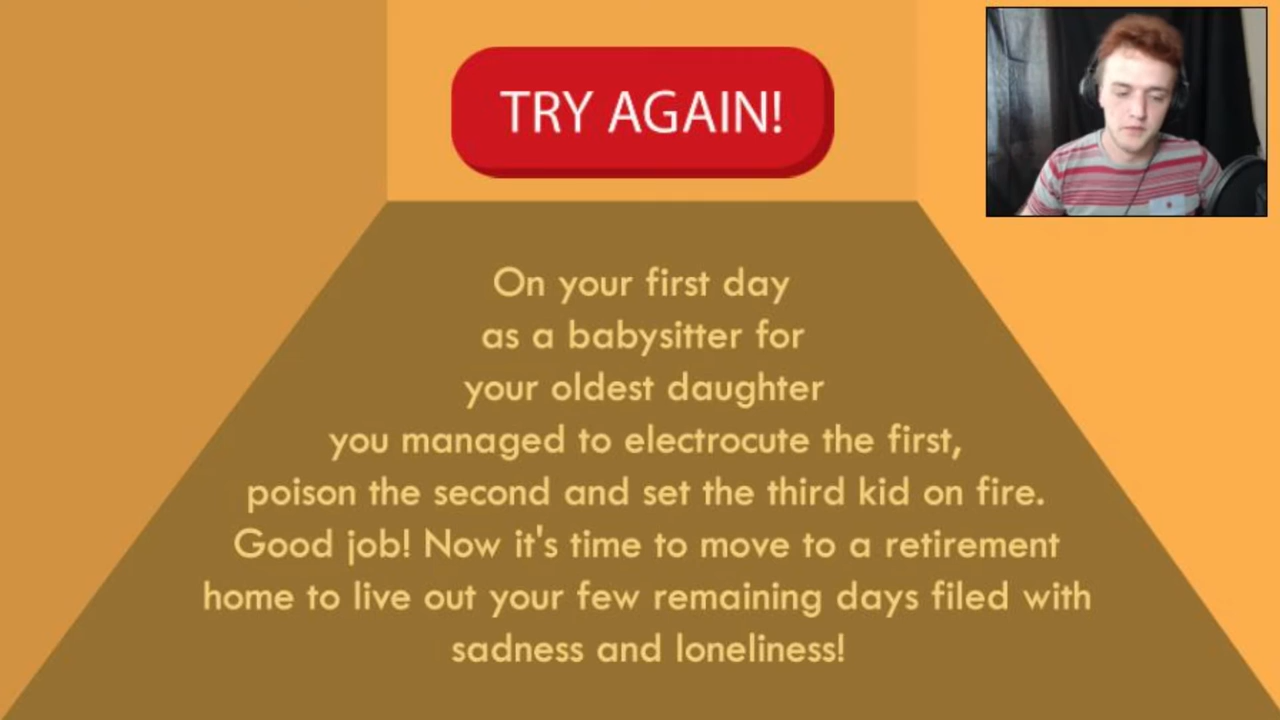 TRY AGAIN!
On your first day
as a babysitter for
your oldest daughter
you managed to electrocute the first,
poison the second and set the third kid on fire.
Good job! Now it's time to move to a retirement
home to live out your few remaining days filed with
sadness and loneliness!